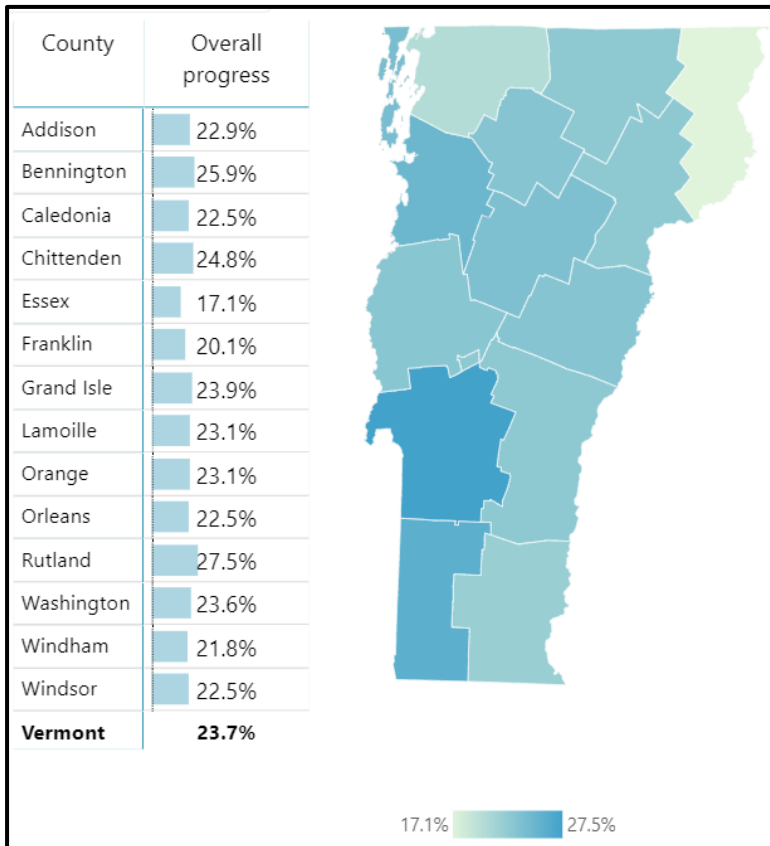 County Overall
progress
Addison 22.9%
Bennington 25.9%
Caledonia 22.5%
Chittenden 24.8%
Essex 17.1%
Franklin 20.1%
Grand Isle 23.9%
Lamoille 23.1%
Orange 23.1%
Orleans 22.5%
Rutland 27.5%
Washington 23.6%
Windham 21.8%
Windsor 22.5%
Vermont 23.7%
17.1% 27.5%